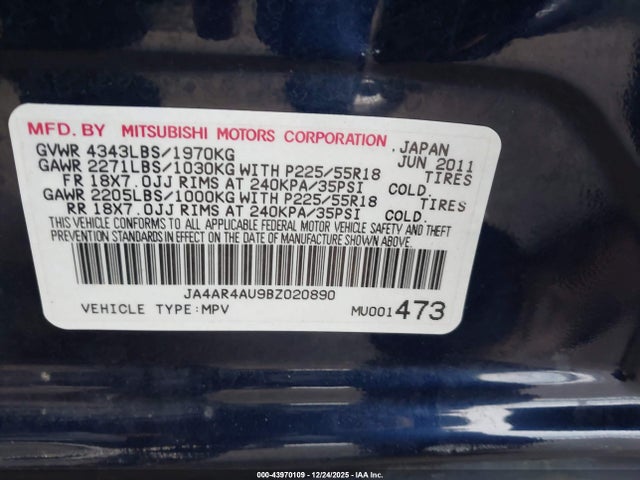 MFD. BY MITSUBISHI MOTORS CORPORATION. JAPAN
GVWR 4343LBS/1970KG JUN 2011
GAWR 2271LBS/1030KG WITH P225/55R18 TIRES
FR 18X7.0JJ RIMS AT 240KPA/35PSI COLD.
GAWR 2205LBS/1000KG WITH P225/55R18 TIRES
RR 18X7.0JJ RIMS AT 240KPA/35PSI COLD.
THIS VEHICLE CONFORMS TO ALL APPLICABLE FEDERAL MOTOR VEHICLE SAFETY AND THEFT
PREVENTION STANDARDS IN EFFECT ON THE DATE OF MANUFACTURE SHOWN ABOVE.
JA4AR4AU9BZ020890
VEHICLE TYPE:MPV MU001473
000-43970109 - 12/24/2025 - IAAI.com